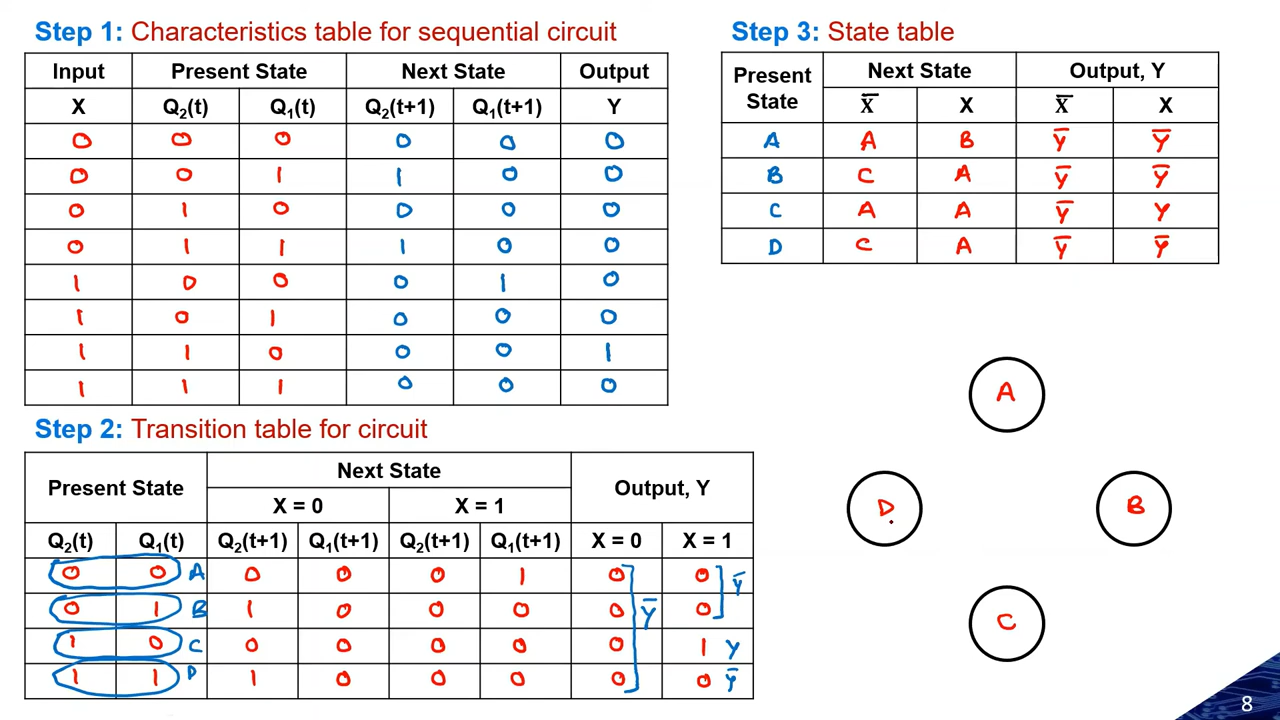 Step 1: Characteristics table for sequential circuit
Input Present State Next State Output
X Q₂(t) Q₁(t) Q₂(t+1) Q₁(t+1) Y
0 0 0 0 0 0
0 0 1 1 0 0
0 1 0 0 0 0
0 1 1 1 0 0
1 0 0 0 1 0
1 0 1 0 0 0
1 1 0 0 0 1
1 1 1 0 0 0
Step 2: Transition table for circuit
Present State Next State Output, Y
X = 0 X = 1
Q₂(t) Q₁(t) Q₂(t+1) Q₁(t+1) Q₂(t+1) Q₁(t+1) X = 0 X = 1
0 0 A 0 0 0 1 0 0 Y̅
0 1 B 1 0 0 0 0 Y̅ 0
1 0 C 0 0 0 0 0 1 Y
1 1 D 1 0 0 0 0 0 Y̅
Step 3: State table
Present State Next State Output, Y
X̅ X X̅ X
A A B Y̅ Y̅
B C A Y̅ Y̅
C A A Y̅ Y
D C A Y̅ Y̅
A
D B
C
8